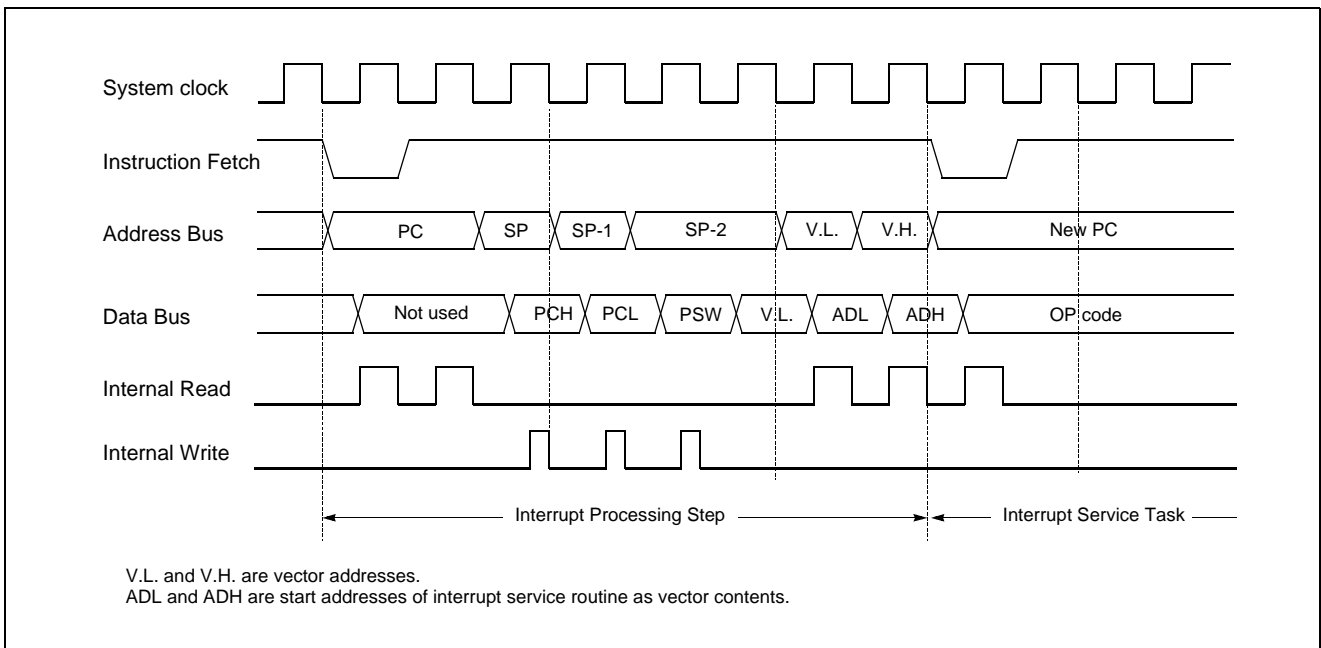 System clock
Instruction Fetch
Address Bus
PC
SP
SP-1
SP-2
V.L.
V.H.
New PC
Data Bus
Not used
PCH
PCL
PSW
V.L.
ADL
ADH
OP code
Internal Read
Internal Write
Interrupt Processing Step
Interrupt Service Task
V.L. and V.H. are vector addresses.
ADL and ADH are start addresses of interrupt service routine as vector contents.